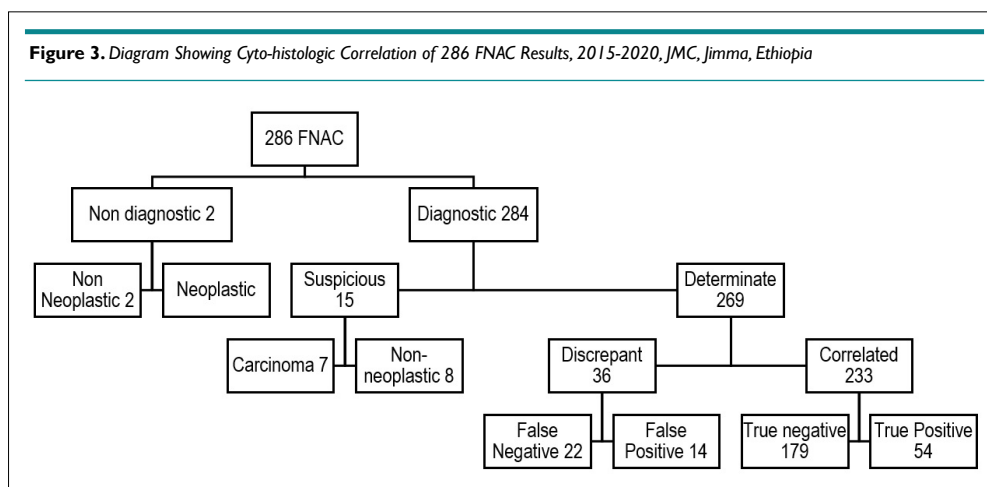 Figure 3. Diagram Showing Cyto-histologic Correlation of 286 FNAC Results, 2015-2020, JMC, Jimma, Ethiopia
286 FNAC
Non diagnostic 2
Diagnostic 284
Non
Neoplastic 2
Neoplastic
Suspicious
15
Determinate
269
Carcinoma 7
Non-
neoplastic 8
Discrepant
36
Correlated
233
False
Negative 22
False
Positive 14
True negative
179
True Positive
54